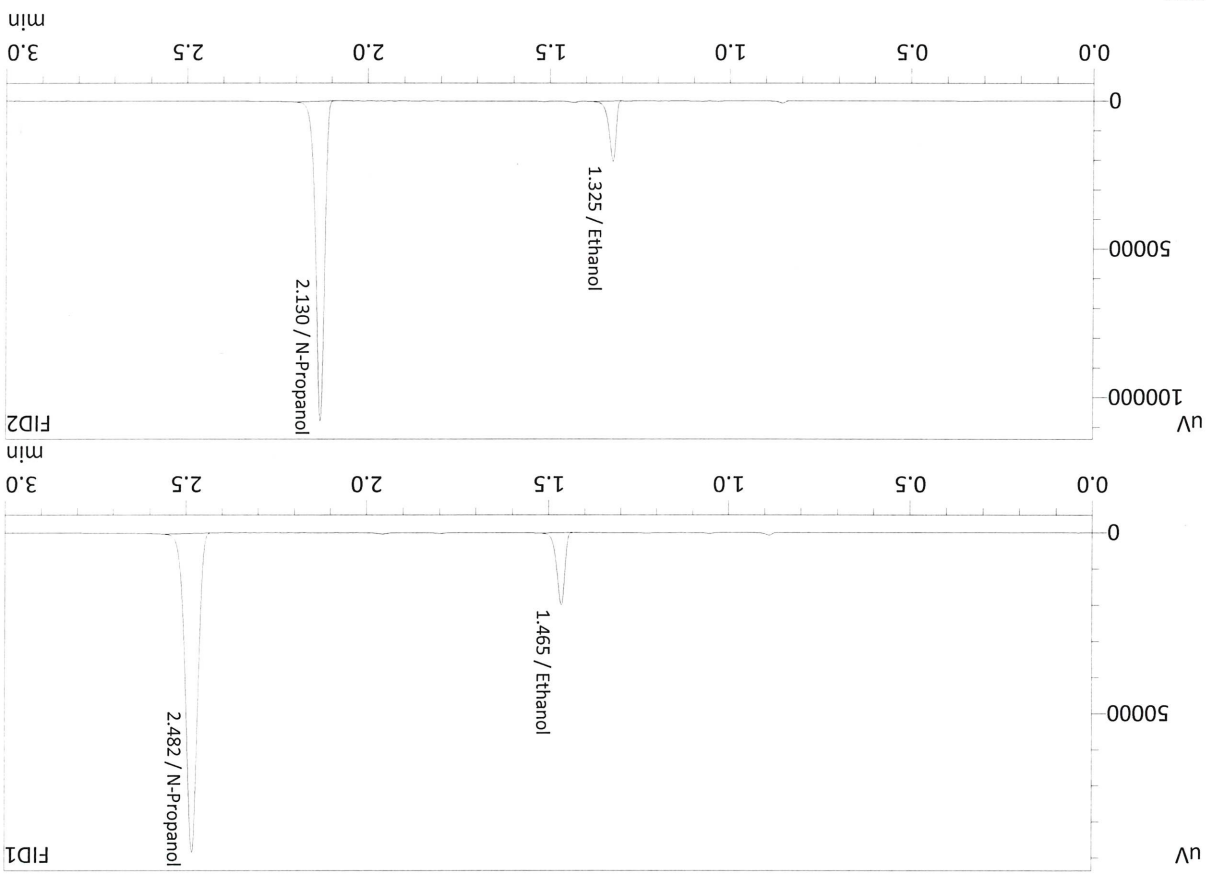 uV
FID1
2.482 / N-Propanol
50000
1.465 / Ethanol
0
0.0 0.5 1.0 1.5 2.0 2.5 3.0
min
uV
FID2
100000
2.130 / N-Propanol
50000
1.325 / Ethanol
0
0.0 0.5 1.0 1.5 2.0 2.5 3.0
min